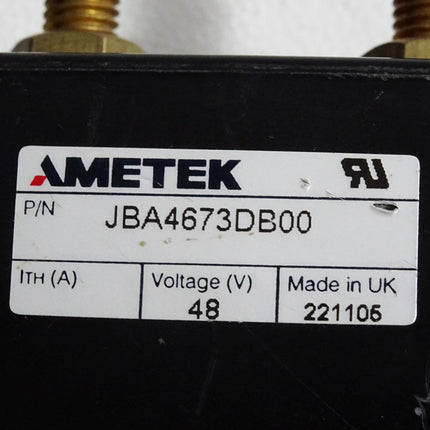 AMETEK
P/N JBA4673DB00
ITH (A) Voltage (V) Made in UK
48 221105